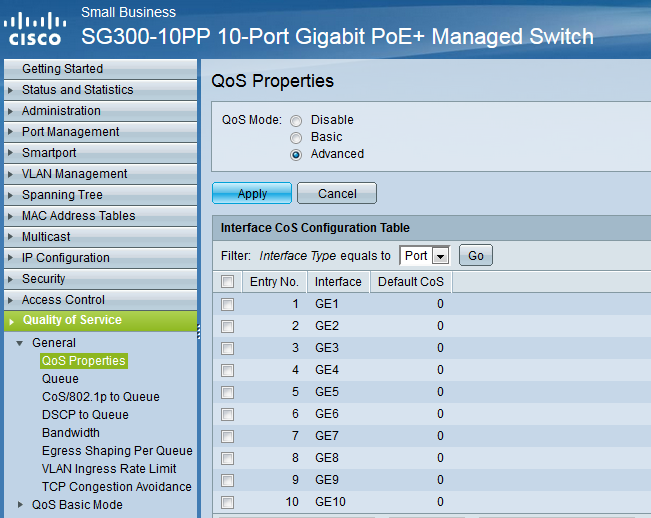 Small Business
CISCO SG300-10PP 10-Port Gigabit PoE+ Managed Switch
Getting Started
Status and Statistics
Administration
Port Management
Smartport
VLAN Management
Spanning Tree
MAC Address Tables
Multicast
IP Configuration
Security
Access Control
Quality of Service
General
QoS Properties
Queue
CoS/802.1p to Queue
DSCP to Queue
Bandwidth
Egress Shaping Per Queue
VLAN Ingress Rate Limit
TCP Congestion Avoidance
QoS Basic Mode
QoS Properties
QoS Mode: Disable
Basic
Advanced
Apply Cancel
Interface CoS Configuration Table
Filter: Interface Type equals to Port Go
Entry No. Interface Default CoS
1 GE1 0
2 GE2 0
3 GE3 0
4 GE4 0
5 GE5 0
6 GE6 0
7 GE7 0
8 GE8 0
9 GE9 0
10 GE10 0